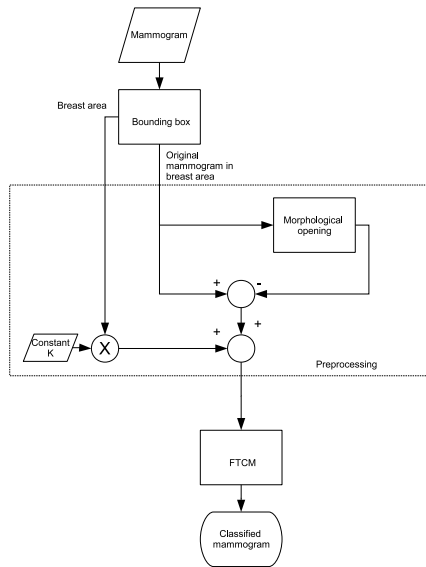 Mammogram
Breast area
Bounding box
Original
mammogram in
breast area
Morphological
opening
+
-
+
+
Constant
K
X
Preprocessing
FTCM
Classified
mammogram